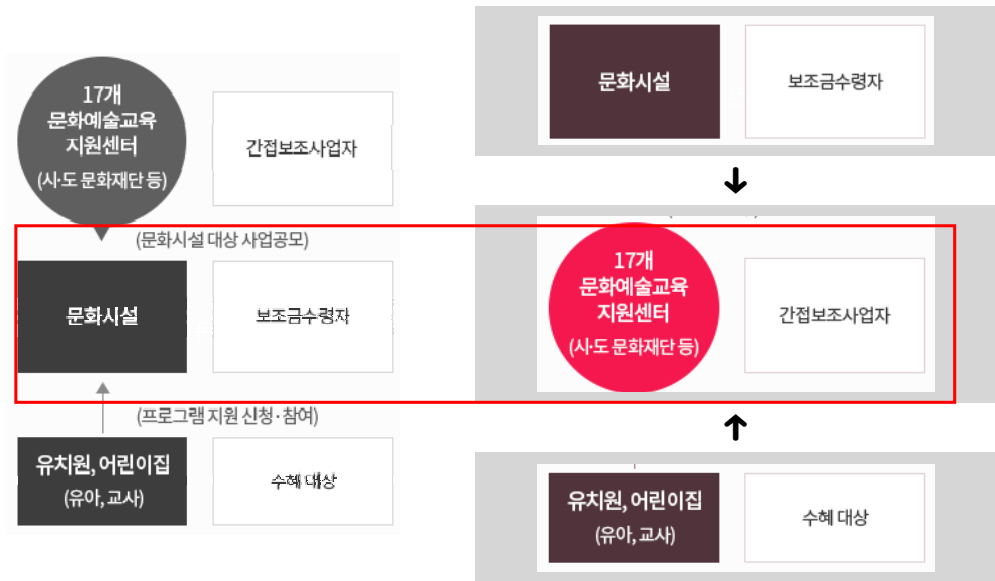 17개
문화예술교육
지원센터
(시·도 문화재단 등)
간접보조사업자
(문화시설 대상 사업공모)
문화시설
보조금수령자
(프로그램 지원 신청·참여)
유치원, 어린이집
(유아, 교사)
수혜 대상
문화시설
보조금수령자
17개
문화예술교육
지원센터
(시·도 문화재단 등)
간접보조사업자
유치원, 어린이집
(유아, 교사)
수혜 대상